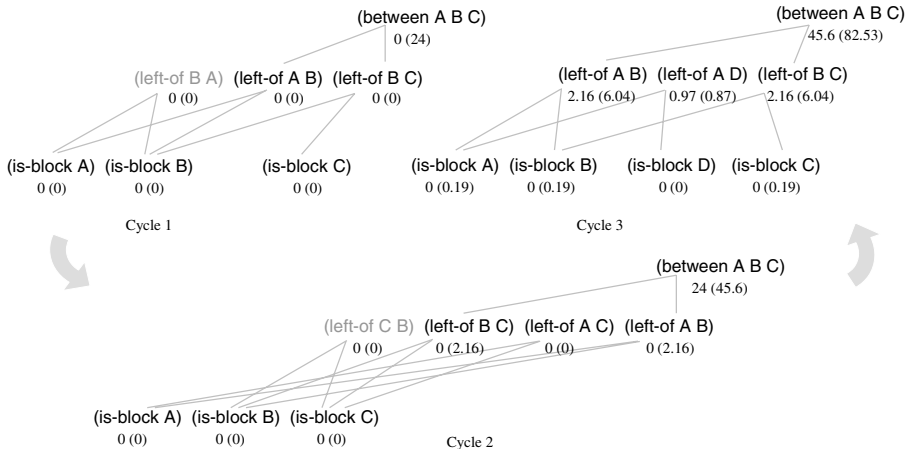 (between A B C)
0 (24)
(left-of B A) (left-of A B) (left-of B C)
0 (0) 0 (0) 0 (0)
(is-block A) (is-block B) (is-block C)
0 (0) 0 (0) 0 (0)
Cycle 1
(between A B C)
45.6 (82.53)
(left-of A B) (left-of A D) (left-of B C)
2.16 (6.04) 0.97 (0.87) 2.16 (6.04)
(is-block A) (is-block B) (is-block D) (is-block C)
0 (0.19) 0 (0.19) 0 (0) 0 (0.19)
Cycle 3
(between A B C)
24 (45.6)
(left-of C B) (left-of B C) (left-of A C) (left-of A B)
0 (0) 0 (2.16) 0 (0) 0 (2.16)
(is-block A) (is-block B) (is-block C)
0 (0) 0 (0) 0 (0)
Cycle 2